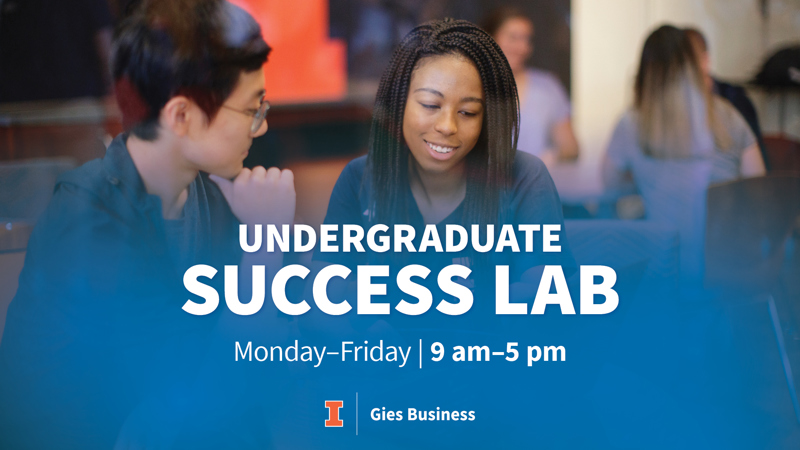 UNDERGRADUATE
SUCCESS LAB
Monday–Friday | 9 am–5 pm
I | Gies Business